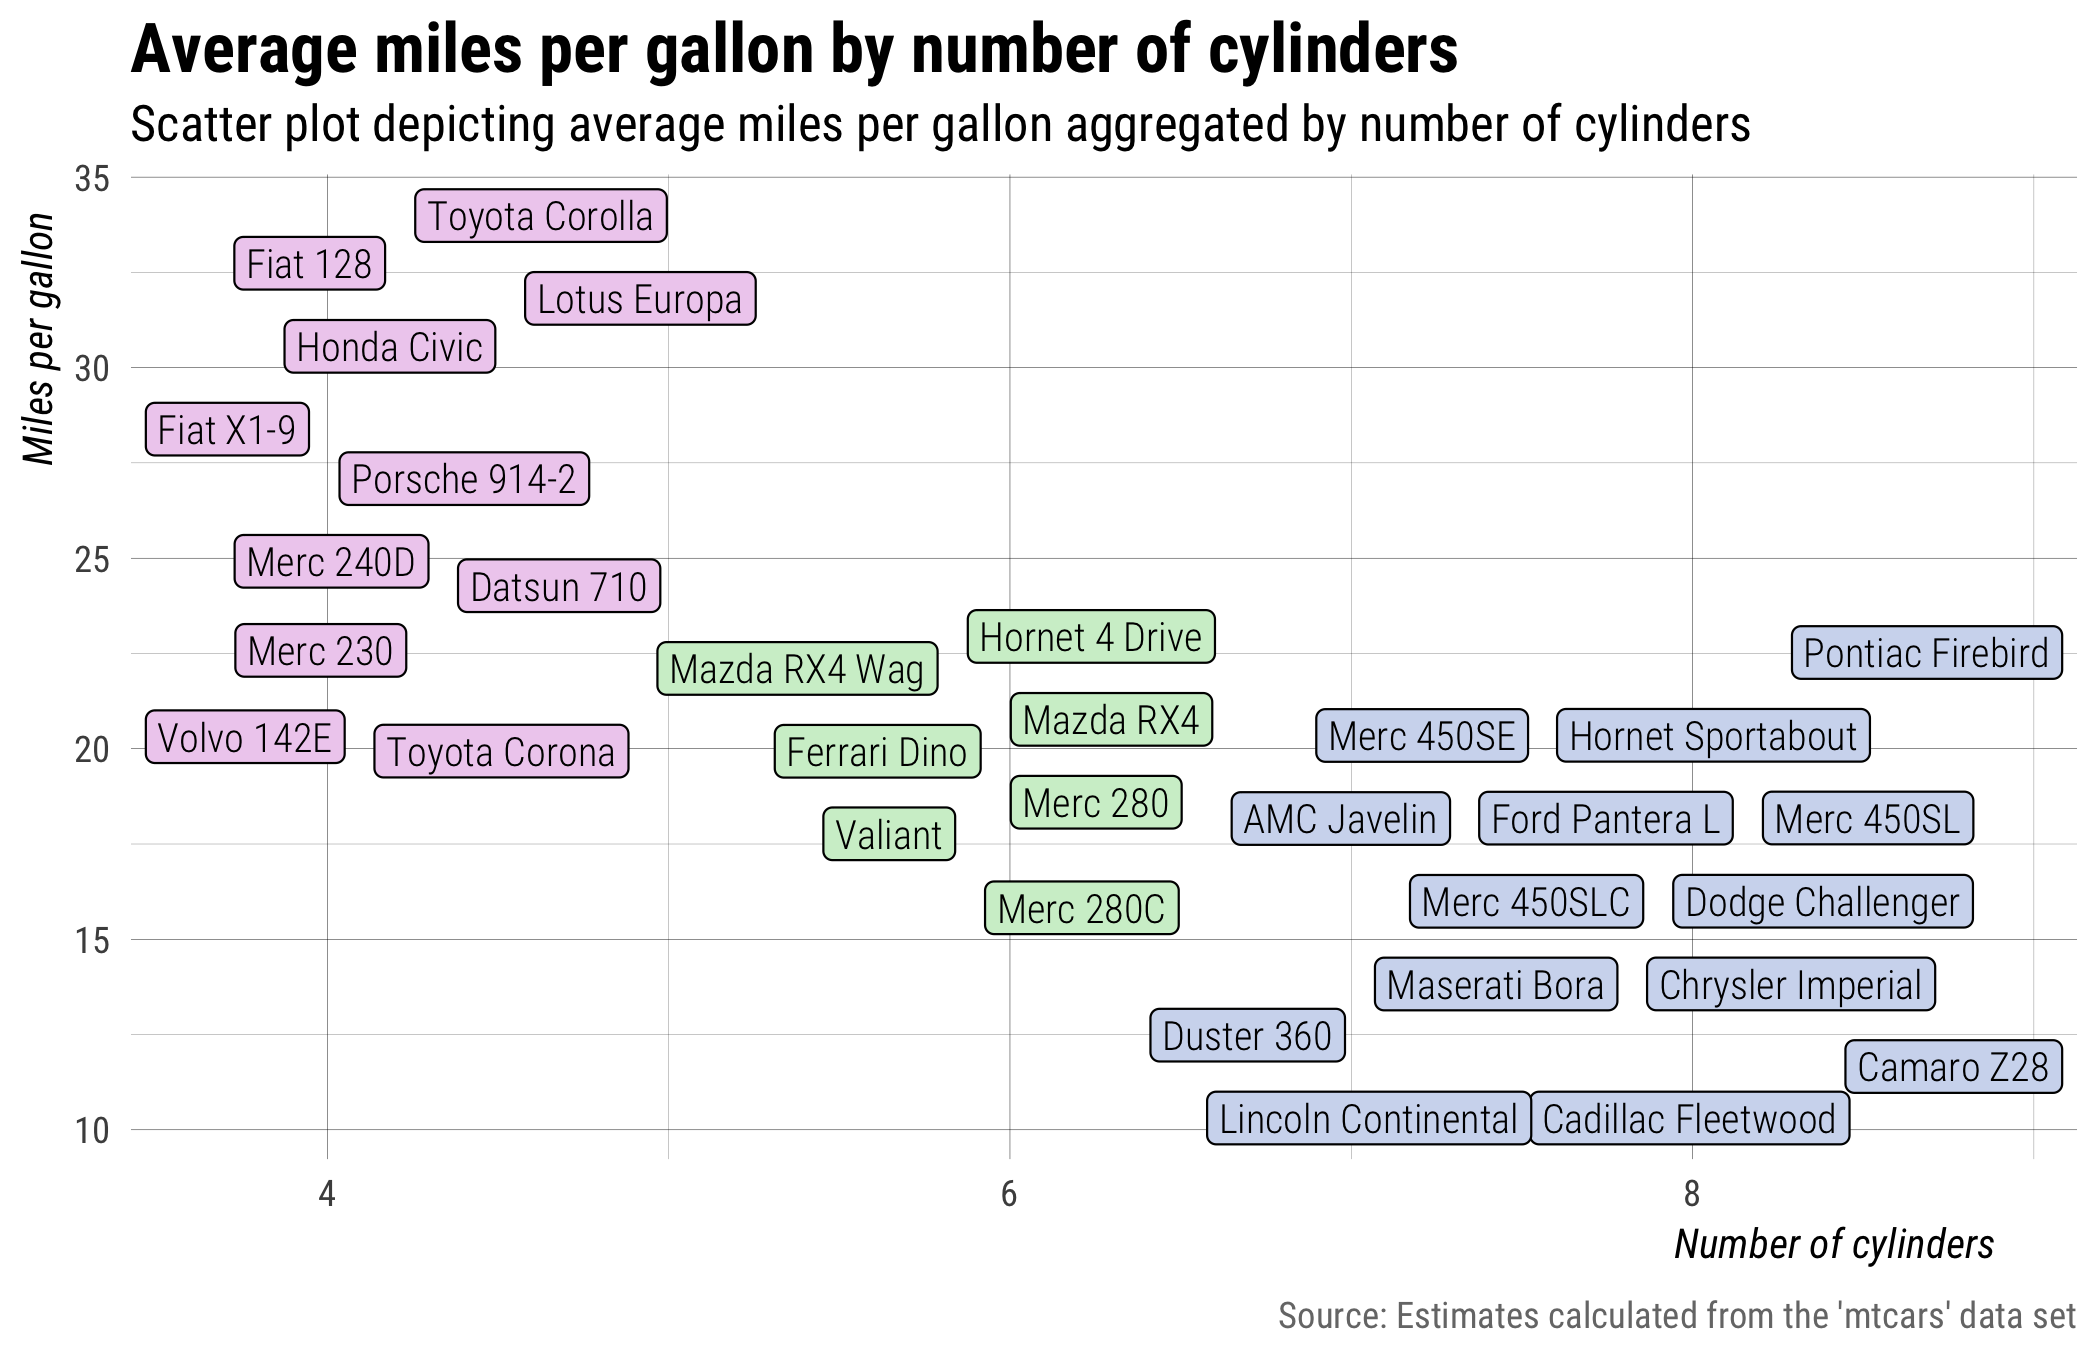 Average miles per gallon by number of cylinders
Scatter plot depicting average miles per gallon aggregated by number of cylinders
Miles per gallon
35
30
25
20
15
10
Toyota Corolla
Fiat 128
Lotus Europa
Honda Civic
Fiat X1-9
Porsche 914-2
Merc 240D
Datsun 710
Hornet 4 Drive
Merc 230
Pontiac Firebird
Mazda RX4 Wag
Mazda RX4
Merc 450SE
Hornet Sportabout
Volvo 142E
Toyota Corona
Ferrari Dino
Merc 280
AMC Javelin
Ford Pantera L
Merc 450SL
Valiant
Merc 450SLC
Dodge Challenger
Merc 280C
Maserati Bora
Chrysler Imperial
Duster 360
Camaro Z28
Lincoln Continental
Cadillac Fleetwood
4
6
8
Number of cylinders
Source: Estimates calculated from the 'mtcars' data set